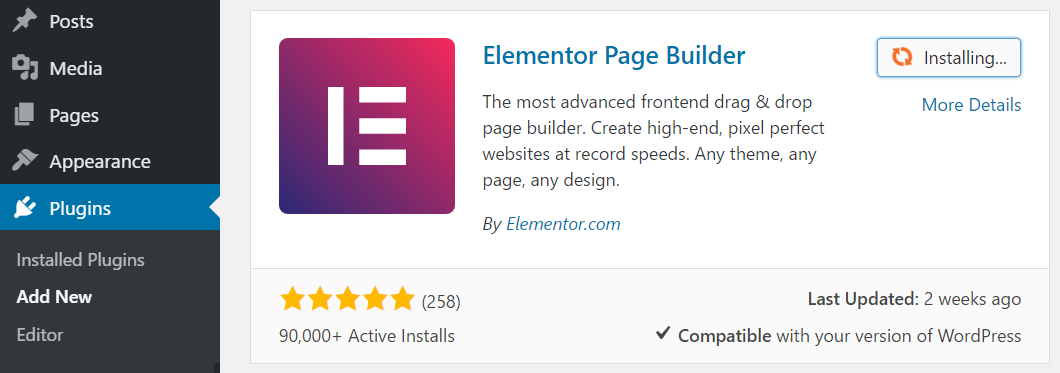 Posts
Media
Pages
Appearance
Plugins
Installed Plugins
Add New
Editor
Elementor Page Builder
Installing...
More Details
The most advanced frontend drag & drop
page builder. Create high-end, pixel perfect
websites at record speeds. Any theme, any
page, any design.
By Elementor.com
(258)
Last Updated: 2 weeks ago
90,000+ Active Installs
Compatible with your version of WordPress